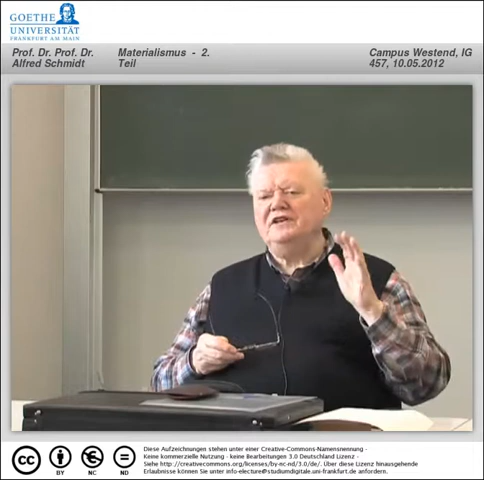 GOETHE
UNIVERSITÄT
FRANKFURT AM MAIN
Prof. Dr. Prof. Dr. Materialismus - 2. Campus Westend, IG
Alfred Schmidt Teil 457, 10.05.2012
Diese Aufzeichnungen stehen unter einer Creative-Commons-Namensnennung -
Keine kommerzielle Nutzung - keine Bearbeitungen 3.0 Deutschland Lizenz -
Siehe http://creativecommons.org/licenses/by-nc-nd/3.0/de/. Über diese Lizenz hinausgehende
Erlaubnisse können Sie unter info-electure@studiumdigitale.uni-frankfurt.de anfordern.
cc BY NC ND